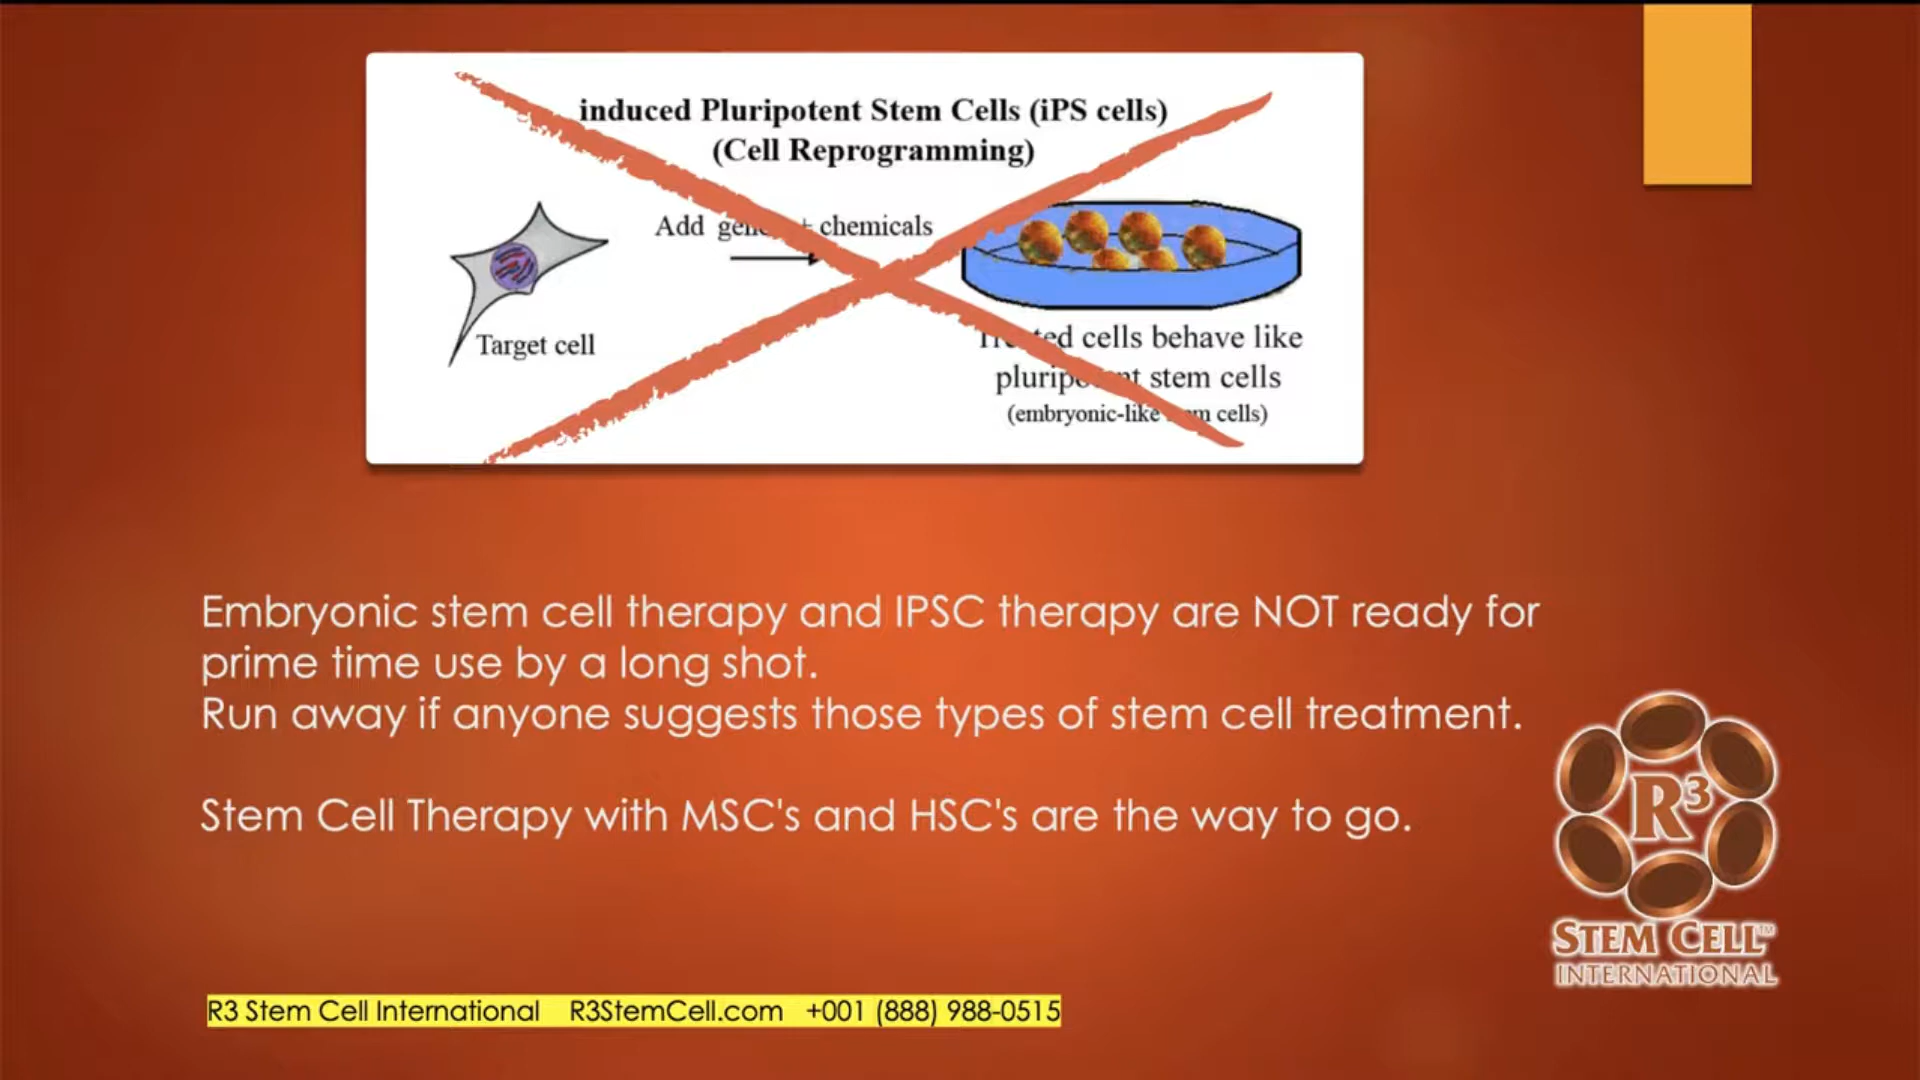 induced Pluripotent Stem Cells (iPS cells)
(Cell Reprogramming)
Add + chemicals
Target cell
cells behave like
stem cells
(embryonic-like cells)
Embryonic stem cell therapy and IPSC therapy are NOT ready for
prime time use by a long shot.
Run away if anyone suggests those types of stem cell treatment.
Stem Cell Therapy with MSC's and HSC's are the way to go.
R3
STEM CELL™
INTERNATIONAL
R3 Stem Cell International R3StemCell.com +001 (888) 988-0515